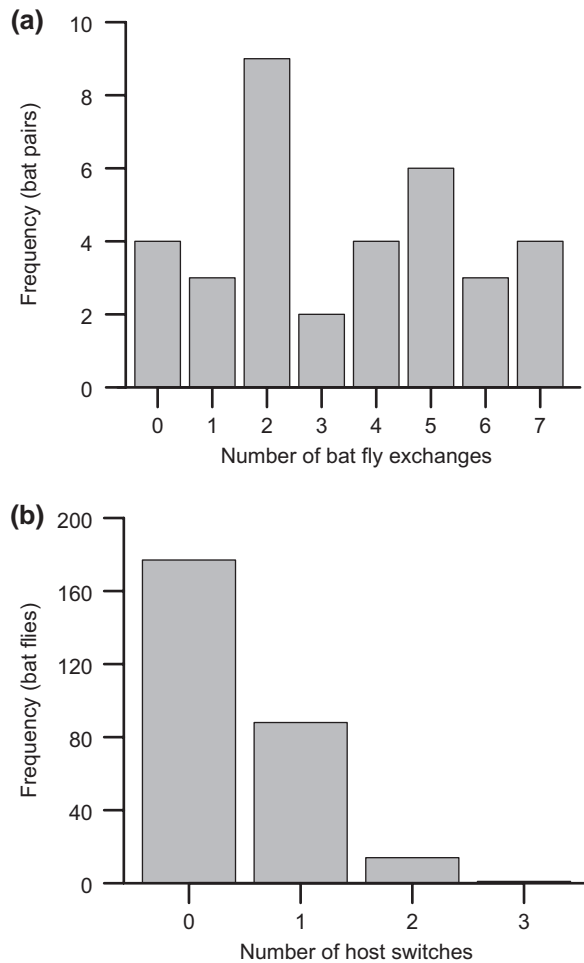 (a)
Frequency (bat pairs)
10
8
6
4
2
0
0 1 2 3 4 5 6 7
Number of bat fly exchanges
(b)
Frequency (bat flies)
200
160
120
80
40
0
0 1 2 3
Number of host switches